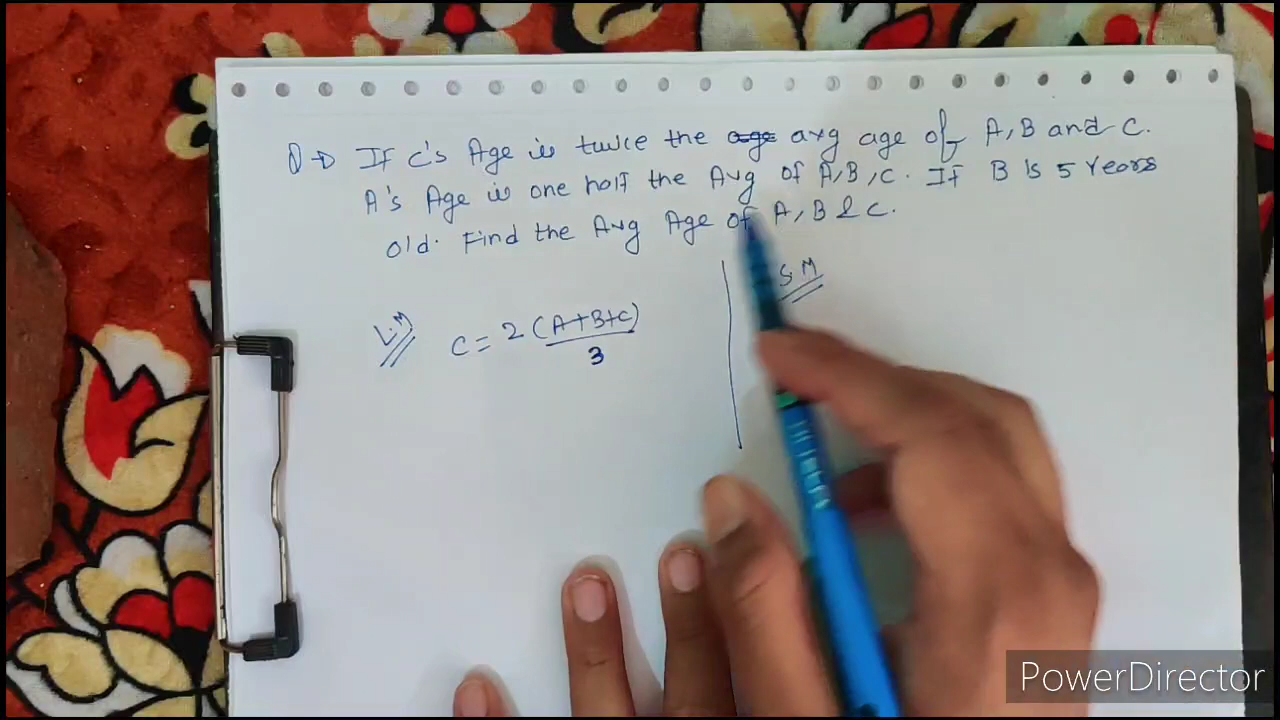 Q→ If C's Age is twice the age avg age of A, B and C.
A's Age is one half the Avg of A, B, C. If B is 5 Years
old. Find the Avg Age of A, B & C.
L.M C = 2 (A+B+C)
3
S M
PowerDirector